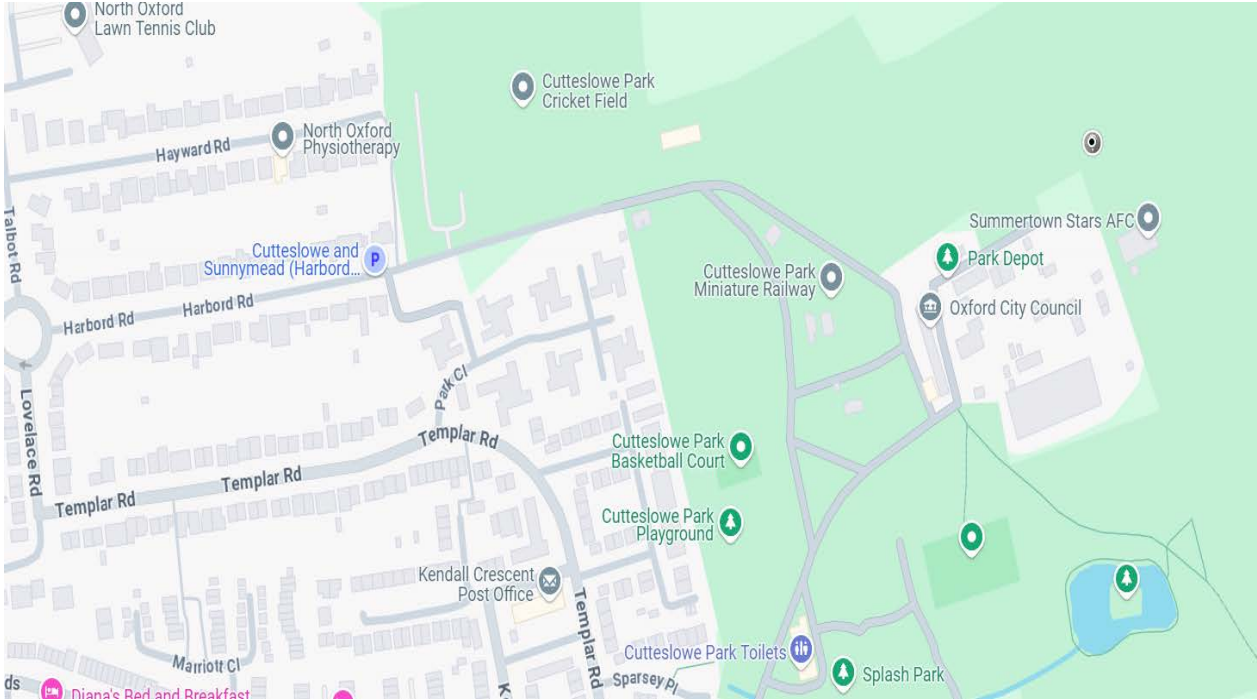 North Oxford
Lawn Tennis Club
Cutteslowe Park
Cricket Field
North Oxford
Physiotherapy
Hayward Rd
Talbot Rd
Summertown Stars AFC
Cutteslowe and
Sunnymead (Harbord...
P
Park Depot
Cutteslowe Park
Miniature Railway
Harbord Rd
Harbord Rd
Oxford City Council
Lovelace Rd
Park Cl
Templar Rd
Cutteslowe Park
Basketball Court
Templar Rd
Templar Rd
Cutteslowe Park
Playground
Kendall Crescent
Post Office
Templar Rd
Cutteslowe Park Toilets
Marriott Cl
Splash Park
Sparsey Pl
ds
Diana's Bed and Breakfast
K